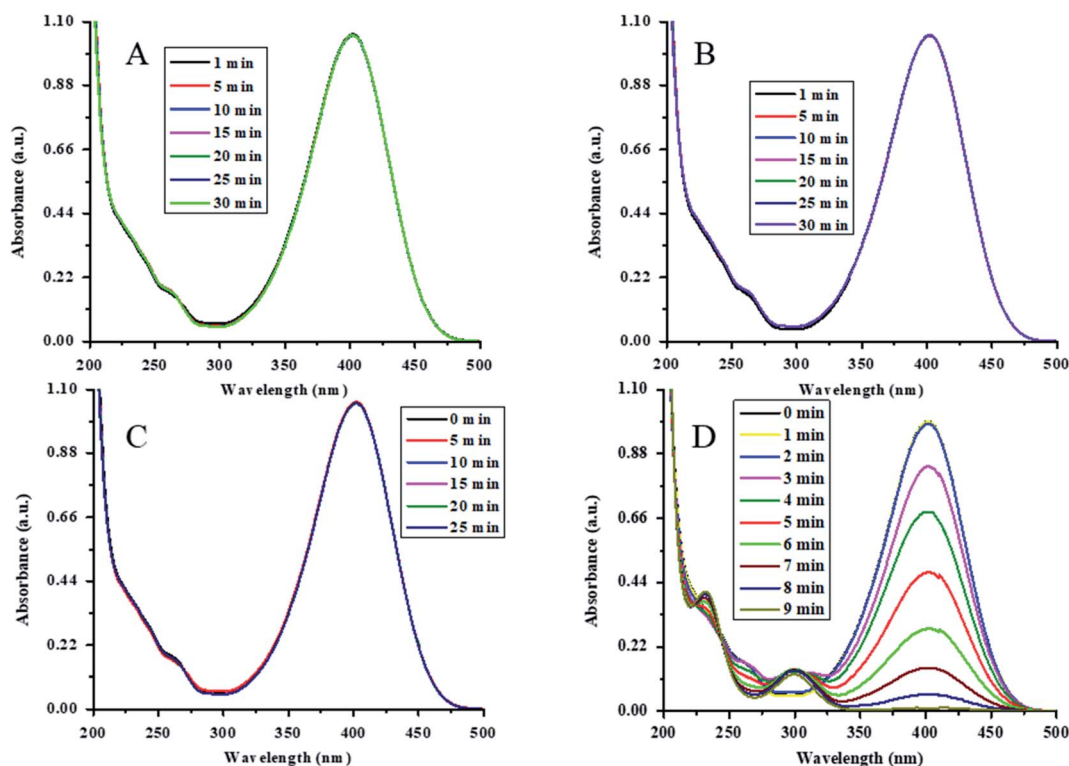 A
1 min
5 min
10 min
15 min
20 min
25 min
30 min
Absorbance (a.u.)
1.10
0.88
0.66
0.44
0.22
0.00
200 250 300 350 400 450 500
Wavelength (nm)
B
1 min
5 min
10 min
15 min
20 min
25 min
30 min
Absorbance (a.u.)
1.10
0.88
0.66
0.44
0.22
0.00
200 250 300 350 400 450 500
Wavelength (nm)
C
0 min
5 min
10 min
15 min
20 min
25 min
Absorbance (a.u.)
1.10
0.88
0.66
0.44
0.22
0.00
200 250 300 350 400 450 500
Wavelength (nm)
D
0 min
1 min
2 min
3 min
4 min
5 min
6 min
7 min
8 min
9 min
Absorbance (a.u.)
1.10
0.88
0.66
0.44
0.22
0.00
200 250 300 350 400 450 500
Wavelength (nm)